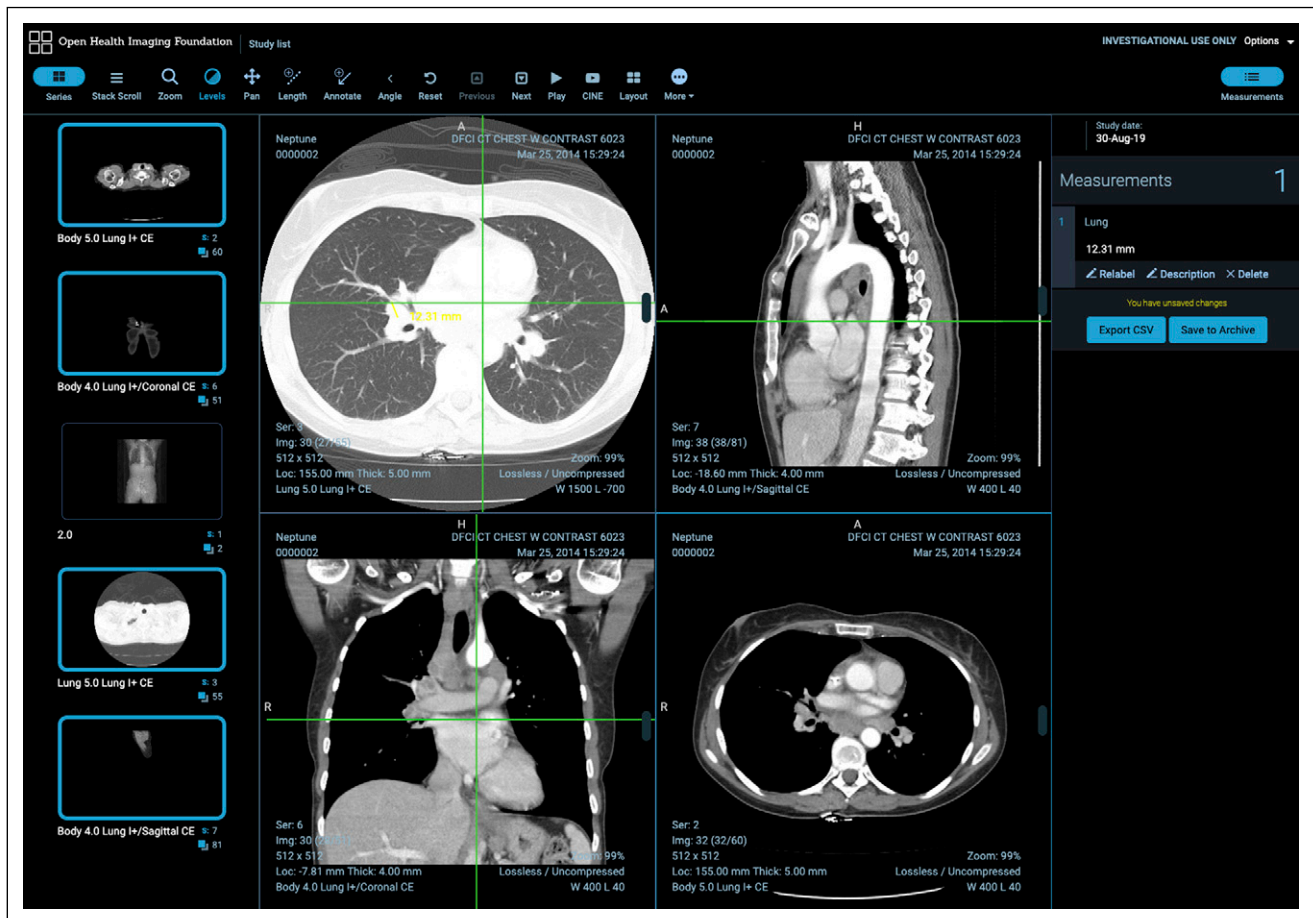 Open Health Imaging Foundation
Study list
INVESTIGATIONAL USE ONLY Options
Series
Stack Scroll
Zoom
Levels
Pan
Length
Annotate
Angle
Reset
Previous
Next
Play
CINE
Layout
More
Measurements
Body 5.0 Lung I+ CE
S: 2
60
Body 4.0 Lung I+/Coronal CE
S: 6
51
2.0
S: 1
2
Lung 5.0 Lung I+ CE
S: 3
55
Body 4.0 Lung I+/Sagittal CE
S: 7
81
A
Neptune
0000002
DFCI CT CHEST W CONTRAST 6023
Mar 25, 2014 15:29:24
R
12.31 mm
Ser: 3
Img: 30 (27/55)
512 x 512
Loc: 155.00 mm Thick: 5.00 mm
Lung 5.0 Lung I+ CE
Zoom: 99%
Lossless / Uncompressed
W 1500 L -700
H
Neptune
0000002
DFCI CT CHEST W CONTRAST 6023
Mar 25, 2014 15:29:24
A
Ser: 7
Img: 38 (38/81)
512 x 512
Loc: -18.60 mm Thick: 4.00 mm
Body 4.0 Lung I+/Sagittal CE
Zoom: 99%
Lossless / Uncompressed
W 400 L 40
H
Neptune
0000002
DFCI CT CHEST W CONTRAST 6023
Mar 25, 2014 15:29:24
R
Ser: 6
Img: 30
512 x 512
Loc: -7.81 mm Thick: 4.00 mm
Body 4.0 Lung I+/Coronal CE
Zoom: 99%
Lossless / Uncompressed
W 400 L 40
A
Neptune
0000002
DFCI CT CHEST W CONTRAST 6023
Mar 25, 2014 15:29:24
R
Ser: 2
Img: 32 (32/60)
512 x 512
Loc: 155.00 mm Thick: 5.00 mm
Body 5.0 Lung I+ CE
Zoom: 99%
Lossless / Uncompressed
W 400 L 40
Study date:
30-Aug-19
Measurements 1
1 Lung
12.31 mm
Relabel Description Delete
You have unsaved changes
Export CSV Save to Archive